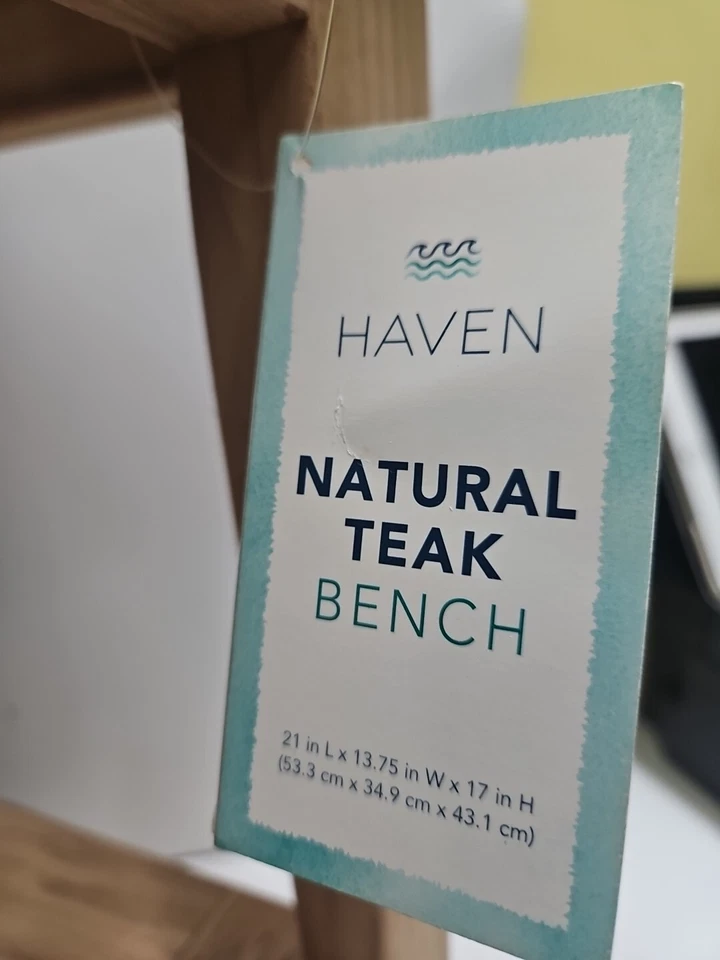 HAVEN
NATURAL
TEAK
BENCH
21 in L x 13.75 in W x 17 in H
(53.3 cm x 34.9 cm x 43.1 cm)